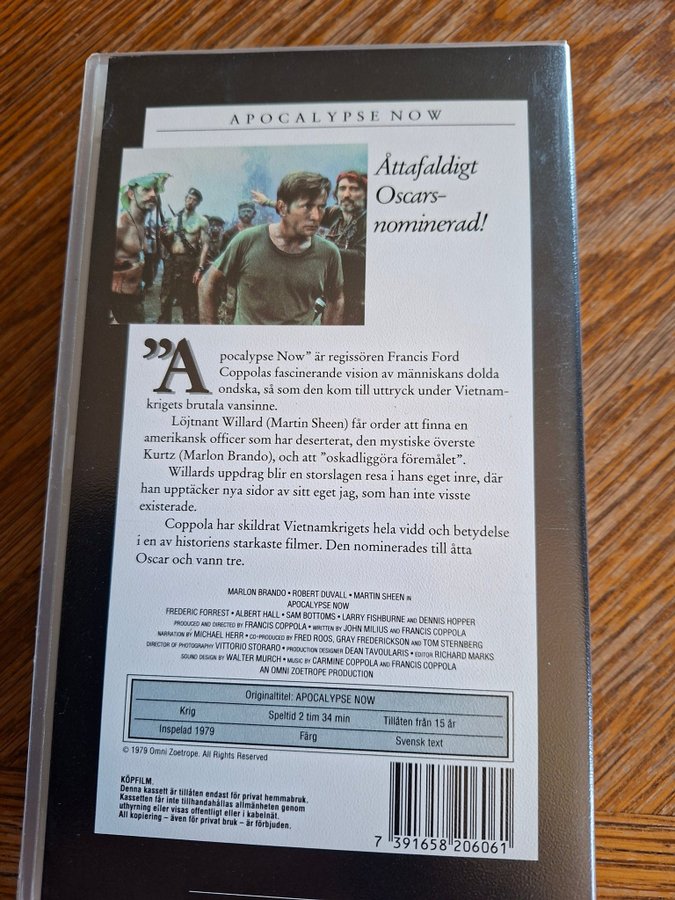 APOCALYPSE NOW
Åttafaldigt
Oscars-
nominerad!
”Apocalypse Now” är regissören Francis Ford
Coppolas fascinerande vision av människans dolda
ondska, så som den kom till uttryck under Vietnam-
krigets brutala vansinne.
Löjtnant Willard (Martin Sheen) får order att finna en
amerikansk officer som har deserterat, den mystiske överste
Kurtz (Marlon Brando), och att ”oskadliggöra föremålet”.
Willards uppdrag blir en storslagen resa i hans eget inre, där
han upptäcker nya sidor av sitt eget jag, som han inte visste
existerade.
Coppola har skildrat Vietnamkrigets hela vidd och betydelse
i en av historiens starkaste filmer. Den nominerades till åtta
Oscar och vann tre.
MARLON BRANDO • ROBERT DUVALL • MARTIN SHEEN IN
APOCALYPSE NOW
FREDERIC FORREST • ALBERT HALL • SAM BOTTOMS • LARRY FISHBURNE AND DENNIS HOPPER
PRODUCED AND DIRECTED BY FRANCIS COPPOLA • WRITTEN BY JOHN MILIUS AND FRANCIS COPPOLA
NARRATION BY MICHAEL HERR • CO-PRODUCED BY FRED ROOS, GRAY FREDERICKSON AND TOM STERNBERG
DIRECTOR OF PHOTOGRAPHY VITTORIO STORARO • PRODUCTION DESIGNER DEAN TAVOULARIS • EDITOR RICHARD MARKS
SOUND DESIGN BY WALTER MURCH • MUSIC BY CARMINE COPPOLA AND FRANCIS COPPOLA
AN OMNI ZOETROPE PRODUCTION
Originaltitel: APOCALYPSE NOW
Krig Speltid 2 tim 34 min Tillåten från 15 år
Inspelad 1979 Färg Svensk text
© 1979 Omni Zoetrope. All Rights Reserved
KÖPFILM.
Denna kassett är tillåten endast för privat hemmabruk.
Kassetten får inte tillhandahållas allmänheten genom
uthyrning eller visas offentligt eller i kabelnät.
All kopiering – även för privat bruk – är förbjuden.
7 391658 206061